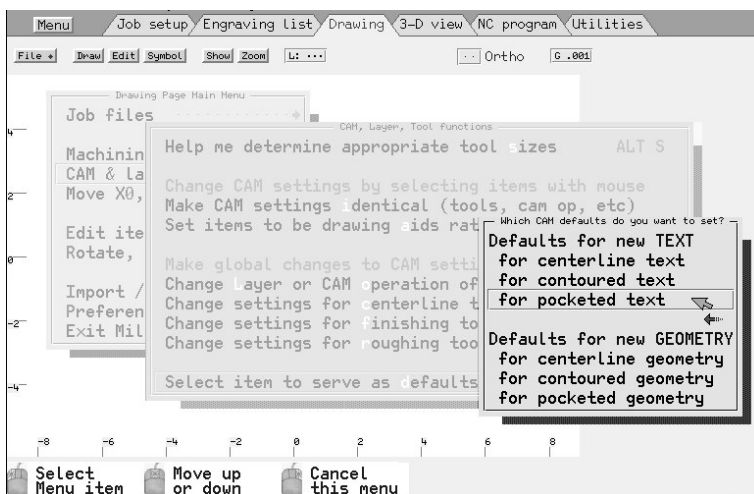 Menu Job setup Engraving list Drawing 3-D view NC program Utilities
File Draw Edit Symbol Show Zoom L: ... .. Ortho G .001
Drawing Page Main Menu
Job files
Machinin
CAM & la
Move X0,
Edit ite
Rotate,
Import /
Preferen
Exit Mil
CAM, Layer, Tool functions
Help me determine appropriate tool sizes ALT S
Change CAM settings by selecting items with mouse
Make CAM settings identical (tools, cam op, etc)
Set items to be drawing aids rat
Make global changes to CAM setti
Change Layer or CAM operation of
Change settings for centerline t
Change settings for finishing to
Change settings for roughing too
Select item to serve as defaults
Which CAM defaults do you want to set?
Defaults for new TEXT
for centerline text
for contoured text
for pocketed text
Defaults for new GEOMETRY
for centerline geometry
for contoured geometry
for pocketed geometry
4
2
0
-2
-4
-8 -6 -4 -2 0 2 4 6 8
Select Menu item
Move up or down
Cancel this menu